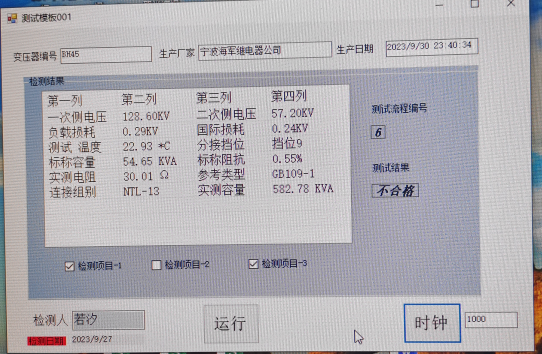 测试模板001
变压器编号 BH45 生产厂家 宁波海军继电器公司 生产日期 2023/9/30 23:40:34
检测结果
第一列 第二列 第三列 第四列
一次侧电压 128.60KV 二次侧电压 57.20KV
负载损耗 0.29KV 国际损耗 0.24KV
测试 温度 22.93 *C 分接挡位 挡位9
标称容量 54.65 KVA 标称阻抗 0.55%
实测电阻 30.01 Ω 参考类型 GB109-1
连接组别 NTL-13 实测容量 582.78 KVA
测试流程编号
6
测试结果
不合格
检测项目-1 检测项目-2 检测项目-3
检测人 若汐 运行 时钟 1000
检测日期 2023/9/27